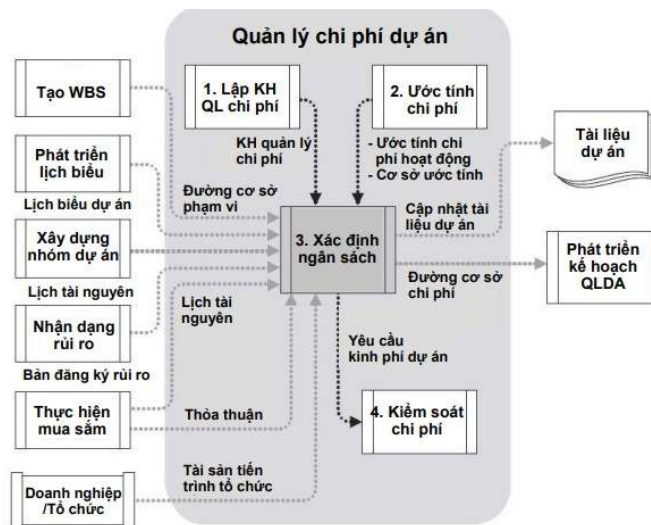 Quản lý chi phí dự án
Tạo WBS
1. Lập KH
QL chi phí
2. Ước tính
chi phí
Tài liệu
dự án
KH quản lý
chi phí
- Ước tính chi
phí hoạt động
- Cơ sở ước tính
Phát triển
lịch biểu
Lịch biểu dự án
Đường cơ sở
phạm vi
Cập nhật tài
liệu dự án
Xây dựng
nhóm dự án
3. Xác định
ngân sách
Phát triển
kế hoạch
QLDA
Đường cơ sở
chi phí
Lịch tài nguyên
Lịch tài
nguyên
Nhận dạng
rủi ro
Yêu cầu
kinh phí dự án
Bản đăng ký rủi ro
Thực hiện
mua sắm
Thỏa thuận
4. Kiểm soát
chi phí
Tài sản tiến
trình tổ chức
Doanh nghiệp
/Tổ chức